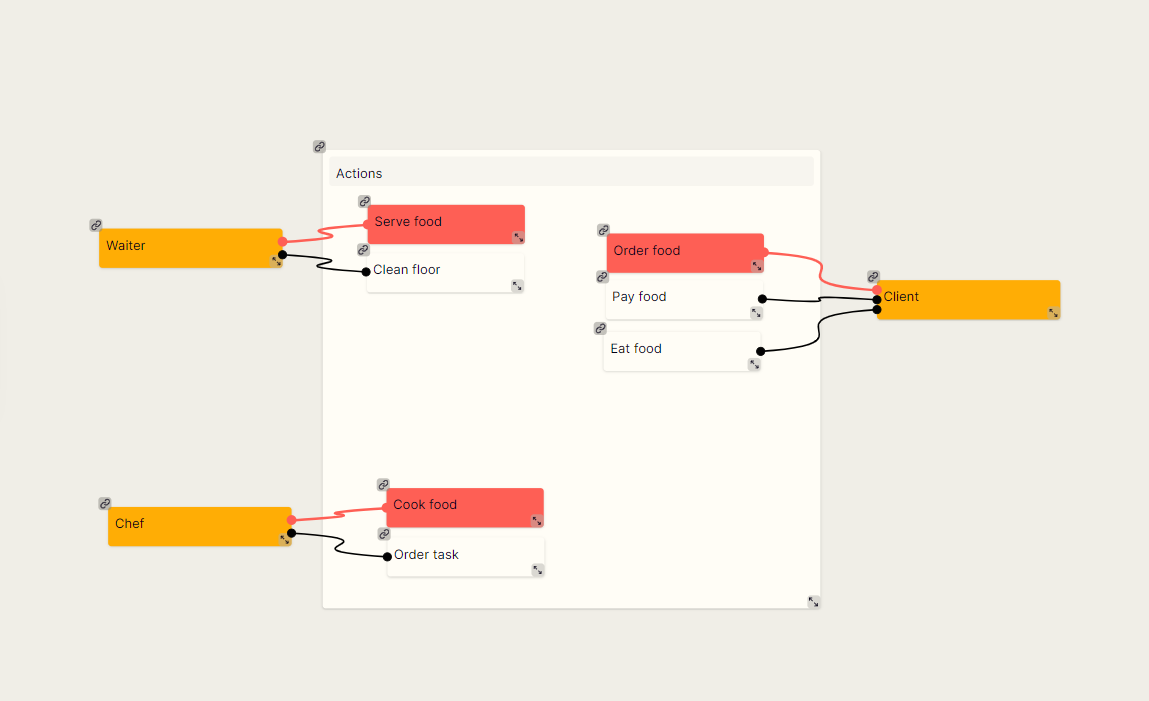 Actions
Waiter
Serve food
Clean floor
Order food
Pay food
Eat food
Client
Chef
Cook food
Order task